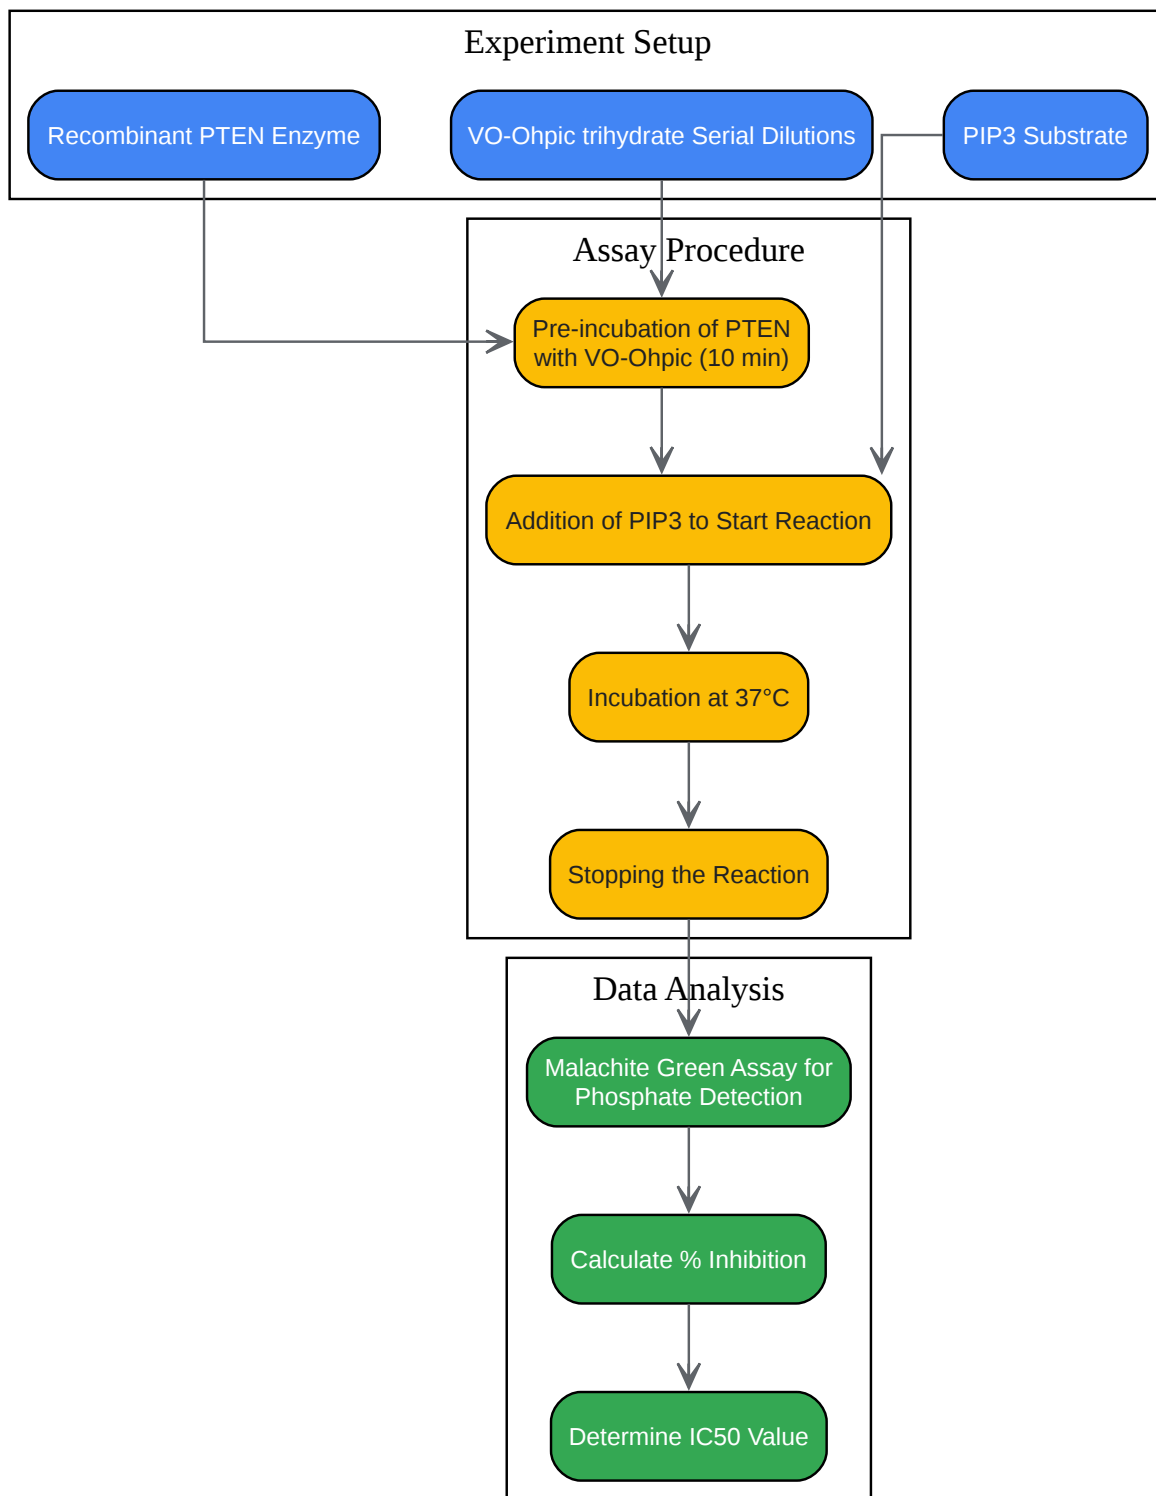 Experiment Setup
Recombinant PTEN Enzyme
VO-Ohpic trihydrate Serial Dilutions
PIP3 Substrate
Assay Procedure
Pre-incubation of PTEN
with VO-Ohpic (10 min)
Addition of PIP3 to Start Reaction
Incubation at 37°C
Stopping the Reaction
Data Analysis
Malachite Green Assay for
Phosphate Detection
Calculate % Inhibition
Determine IC50 Value